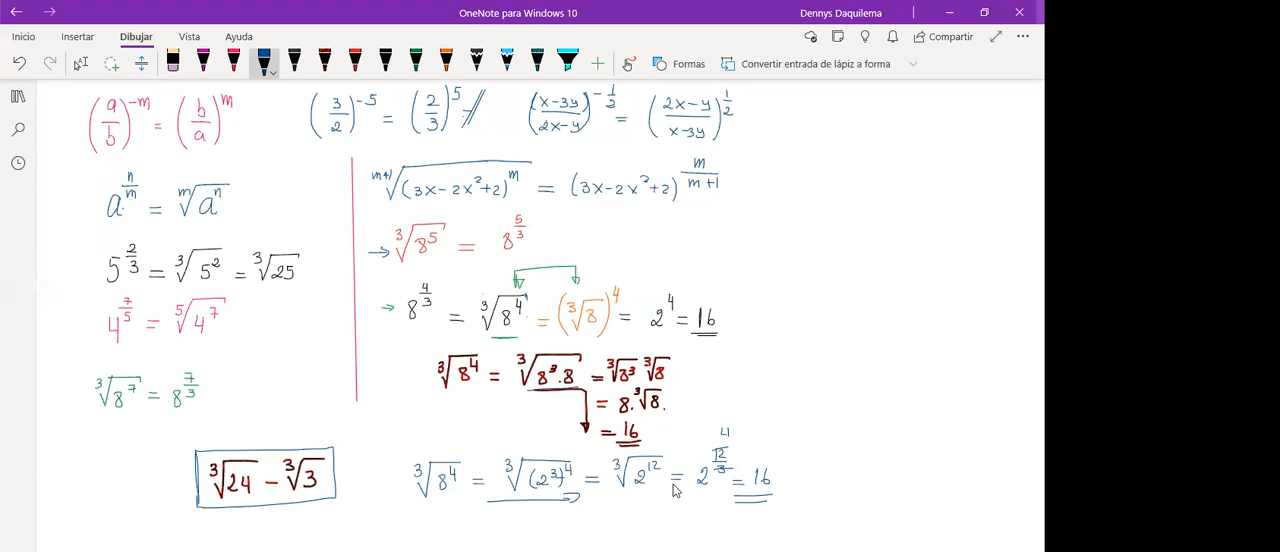 OneNote para Windows 10
Dennys Daquilema
Inicio Insertar Dibujar Vista Ayuda
Compartir
Formas Convertir entrada de lápiz a forma
(a/b)^-m = (b/a)^m
(3/2)^-5 = (2/3)^5 =
((x-3y)/(2x-y))^-1/2 = ((2x-y)/(x-3y))^1/2
a^(n/m) = ᵐ√(a^n)
5^(2/3) = ³√(5²) = ³√25
4^(7/5) = ⁵√(4^7)
³√(8^7) = 8^(7/3)
³√24 - ³√3
ᵐ⁺¹√((3x-2x²+2)^m) = (3x-2x²+2)^(m/(m+1))
→ ³√(8^5) = 8^(5/3)
→ 8^(4/3) = ³√(8^4) = (³√8)^4 = 2^4 = 16
³√(8^4) = ³√(8³·8) = ³√(8³) ³√8
= 8·³√8.
= 16
³√(8^4) = ³√((2³)^4) = ³√(2^12) = 2^(12/3) 4 = 16